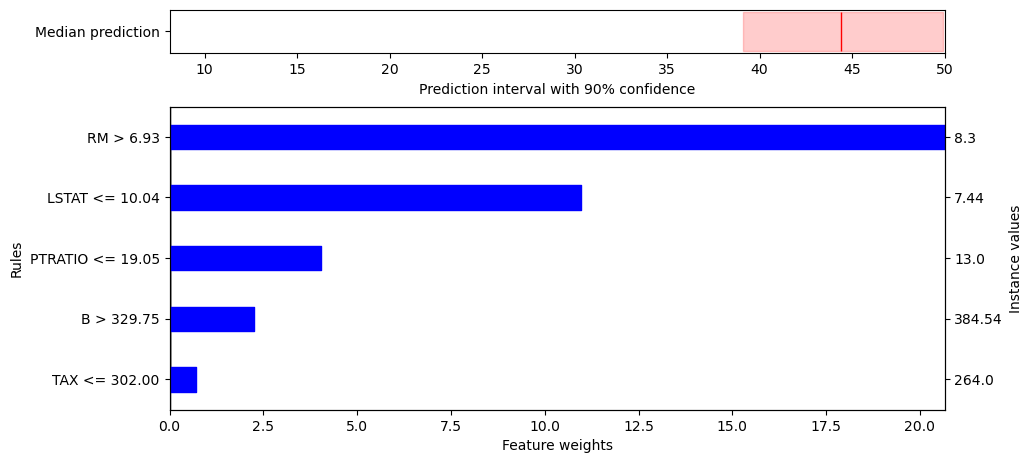 Median prediction
10 15 20 25 30 35 40 45 50
Prediction interval with 90% confidence
RM > 6.93 8.3
LSTAT <= 10.04 7.44
PTRATIO <= 19.05 13.0
B > 329.75 384.54
TAX <= 302.00 264.0
Rules
Instance values
0.0 2.5 5.0 7.5 10.0 12.5 15.0 17.5 20.0
Feature weights